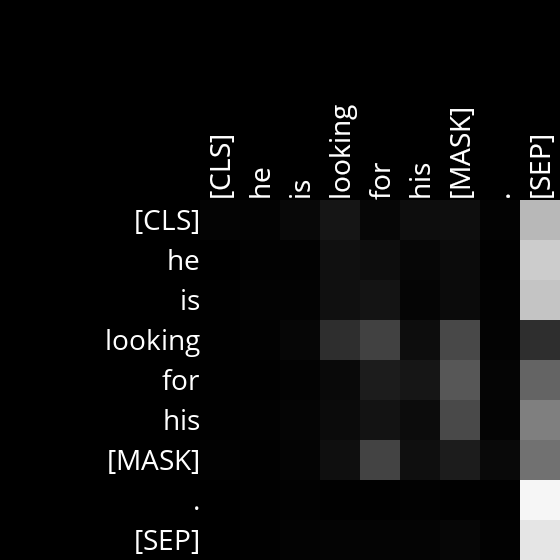 [CLS] he is looking for his [MASK] . [SEP]
[CLS]
he
is
looking
for
his
[MASK]
.
[SEP]